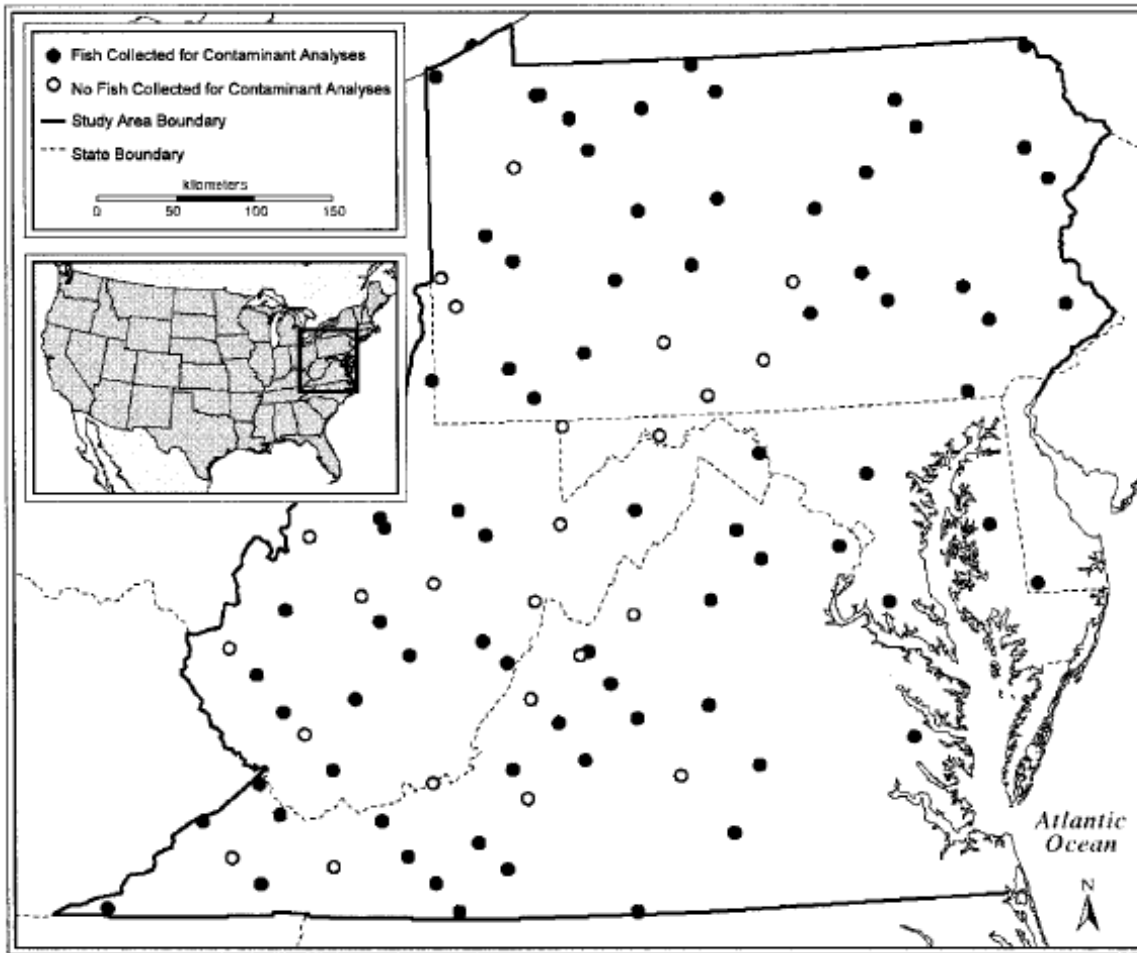 Fish Collected for Contaminant Analyses
No Fish Collected for Contaminant Analyses
Study Area Boundary
State Boundary
kilometers
0 50 100 150
Atlantic
Ocean
N